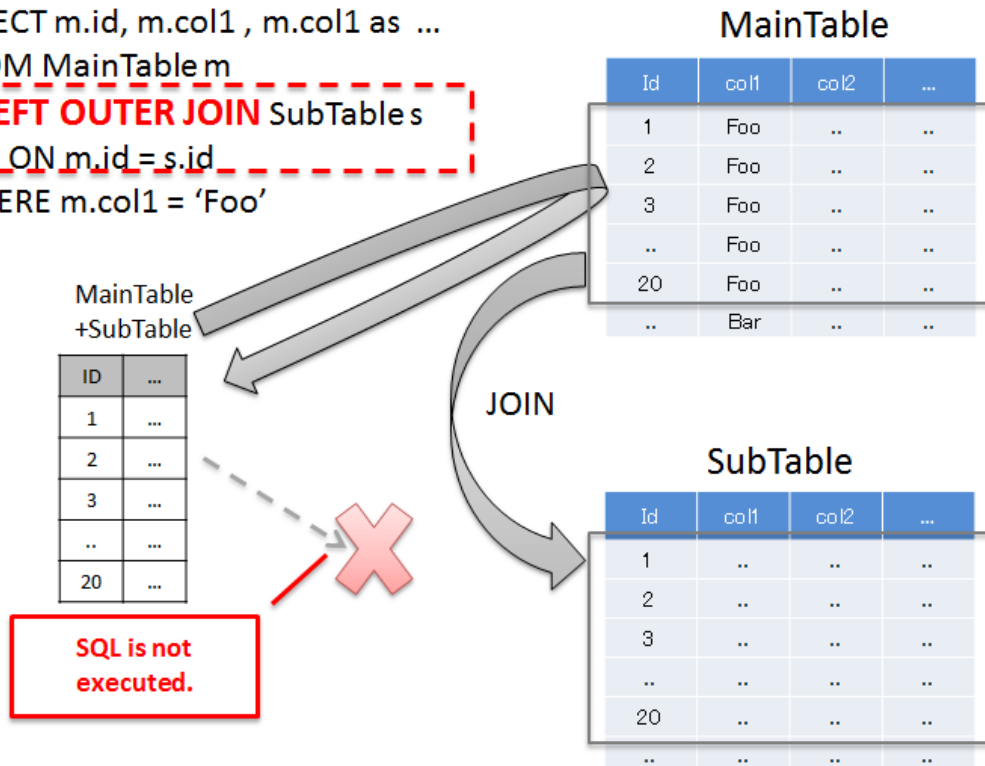 ECT m.id, m.col1 , m.col1 as ...
OM MainTable m
EFT OUTER JOIN SubTable s
ON m.id = s.id
ERE m.col1 = ‘Foo’
MainTable
Id col1 col2 ...
1 Foo .. ..
2 Foo .. ..
3 Foo .. ..
.. Foo .. ..
20 Foo .. ..
.. Bar .. ..
MainTable
+SubTable
ID ...
1 ...
2 ...
3 ...
.. ...
20 ...
JOIN
SQL is not
executed.
SubTable
Id col1 col2 ...
1 .. .. ..
2 .. .. ..
3 .. .. ..
.. .. .. ..
20 .. .. ..
.. .. .. ..